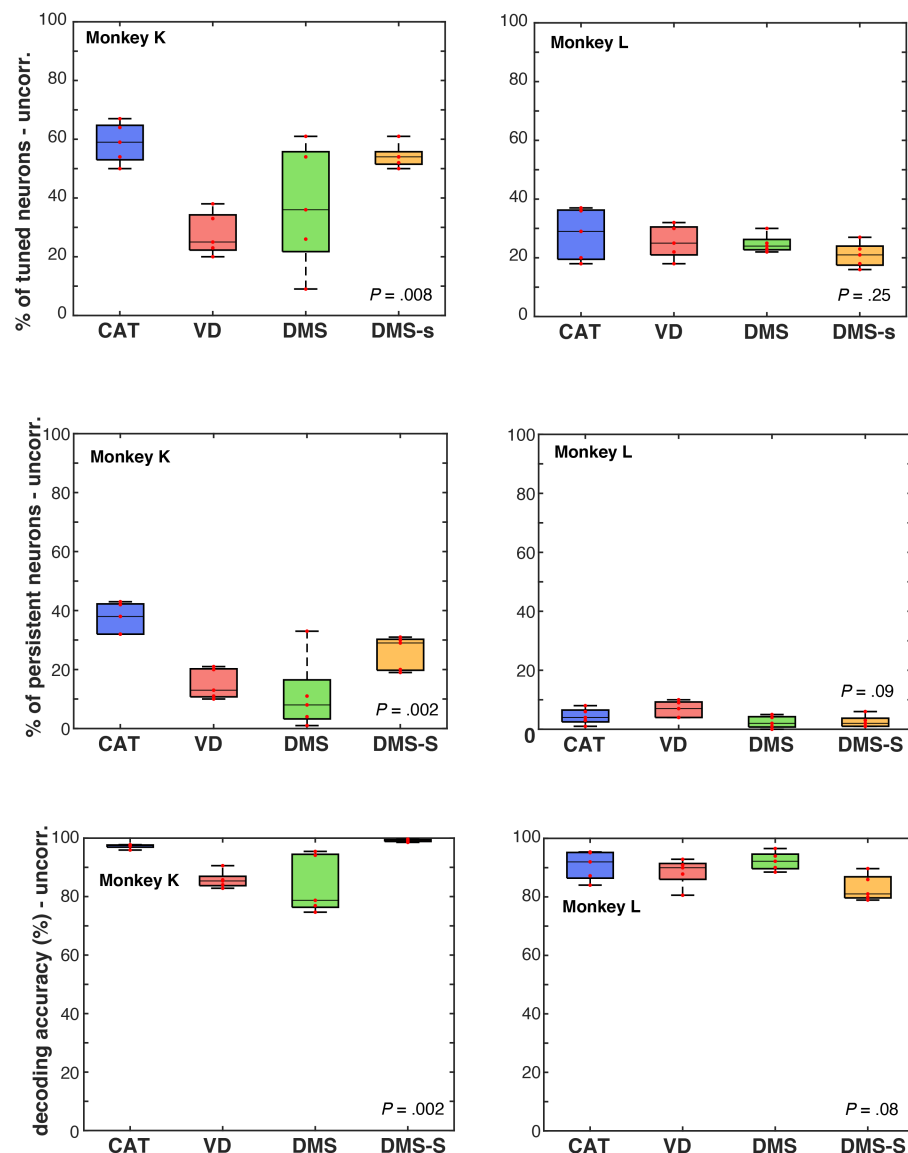 % of tuned neurons - uncorr.
100
80
60
40
20
0
Monkey K
P = .008
CAT VD DMS DMS-s
100
80
60
40
20
0
Monkey L
P = .25
CAT VD DMS DMS-s
% of persistent neurons - uncorr.
100
80
60
40
20
0
Monkey K
P = .002
CAT VD DMS DMS-S
100
80
60
40
20
0
Monkey L
P = .09
CAT VD DMS DMS-S
decoding accuracy (%) - uncorr.
100
80
60
40
20
0
Monkey K
P = .002
CAT VD DMS DMS-S
100
80
60
40
20
0
Monkey L
P = .08
CAT VD DMS DMS-S